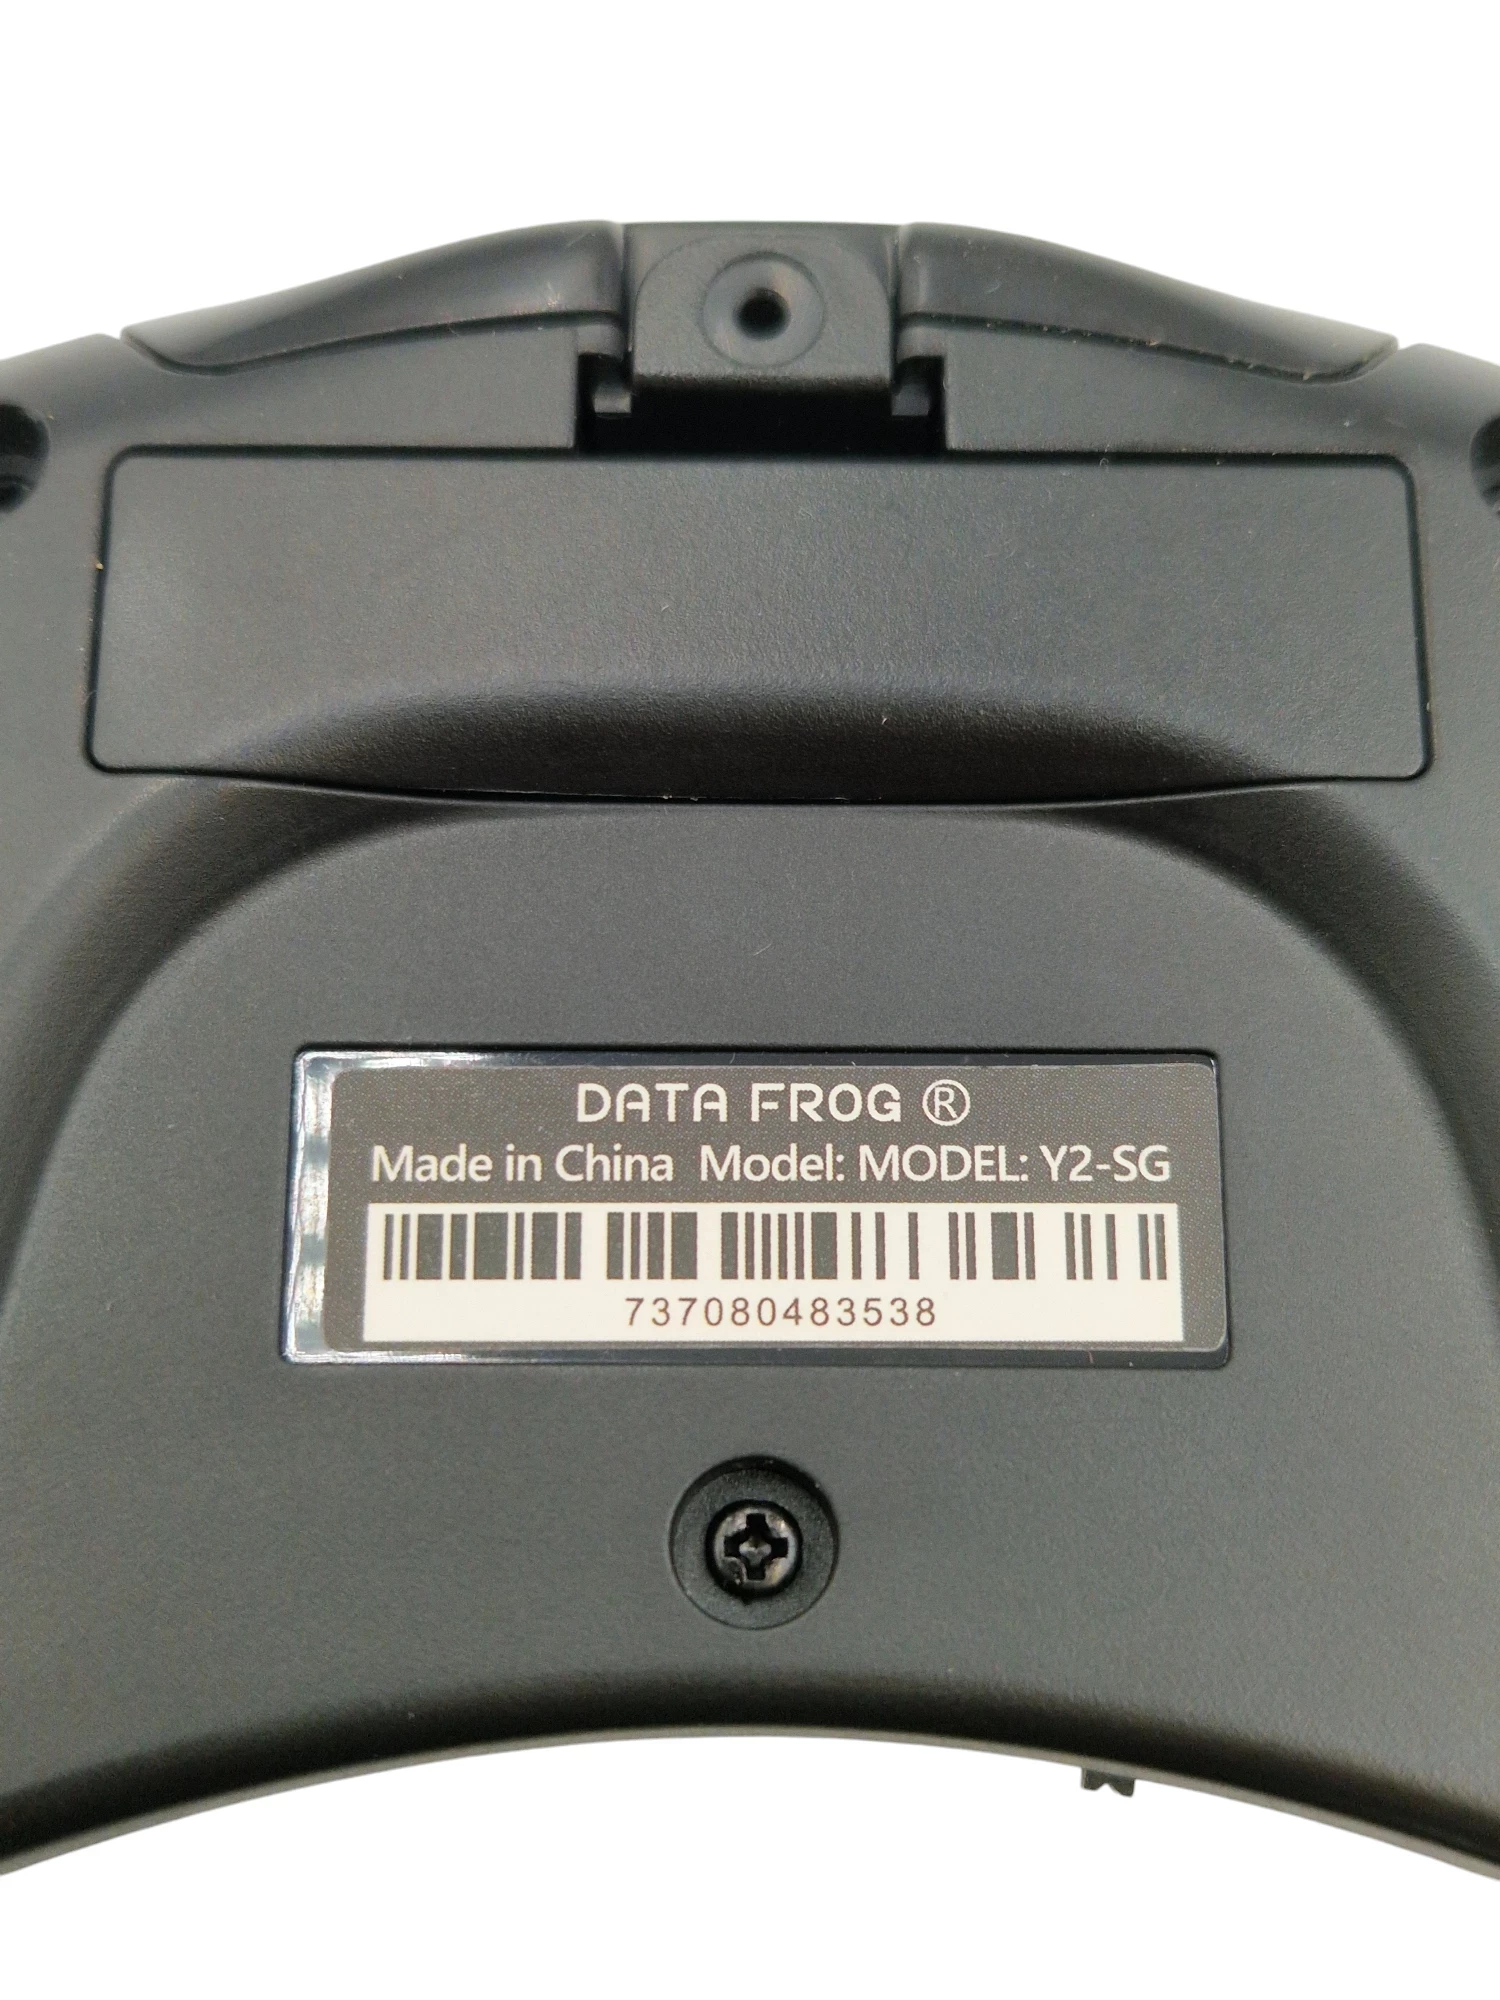 DATA FROG ®
Made in China Model: MODEL: Y2-SG
737080483538